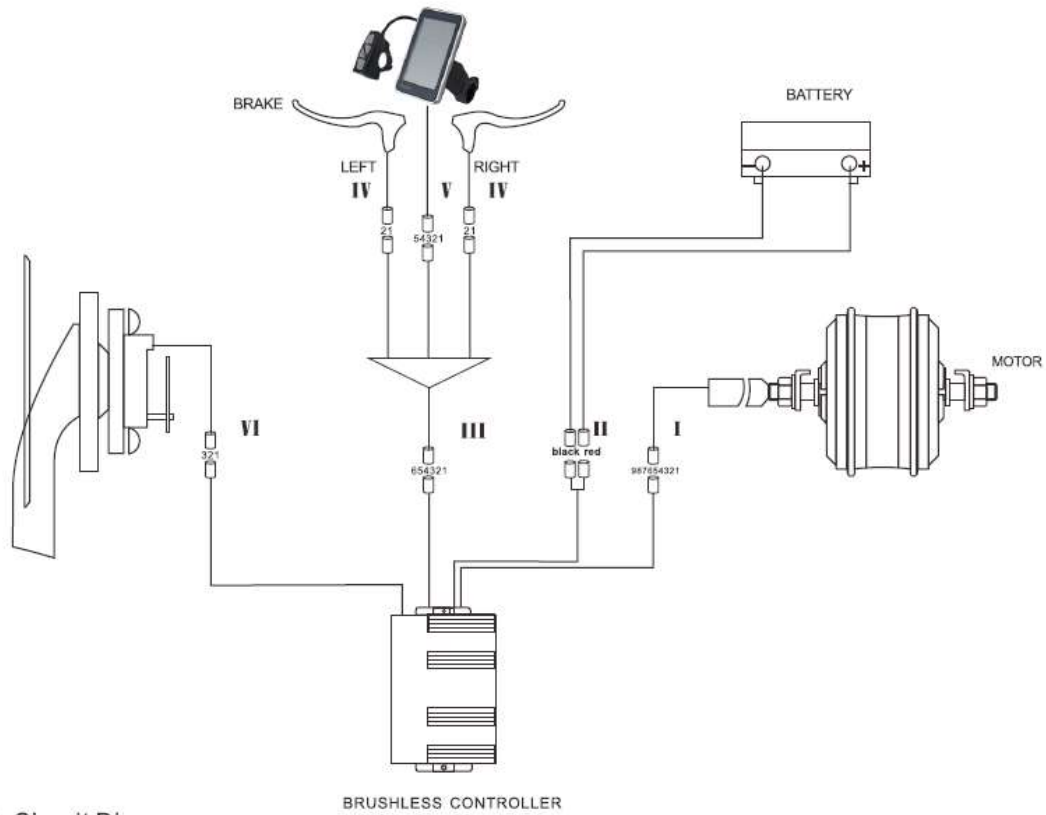 BRAKE
BATTERY
LEFT
RIGHT
IV
V
IV
− +
21
54321
21
MOTOR
VI
III
II
I
321
black red
654321
987654321
BRUSHLESS CONTROLLER